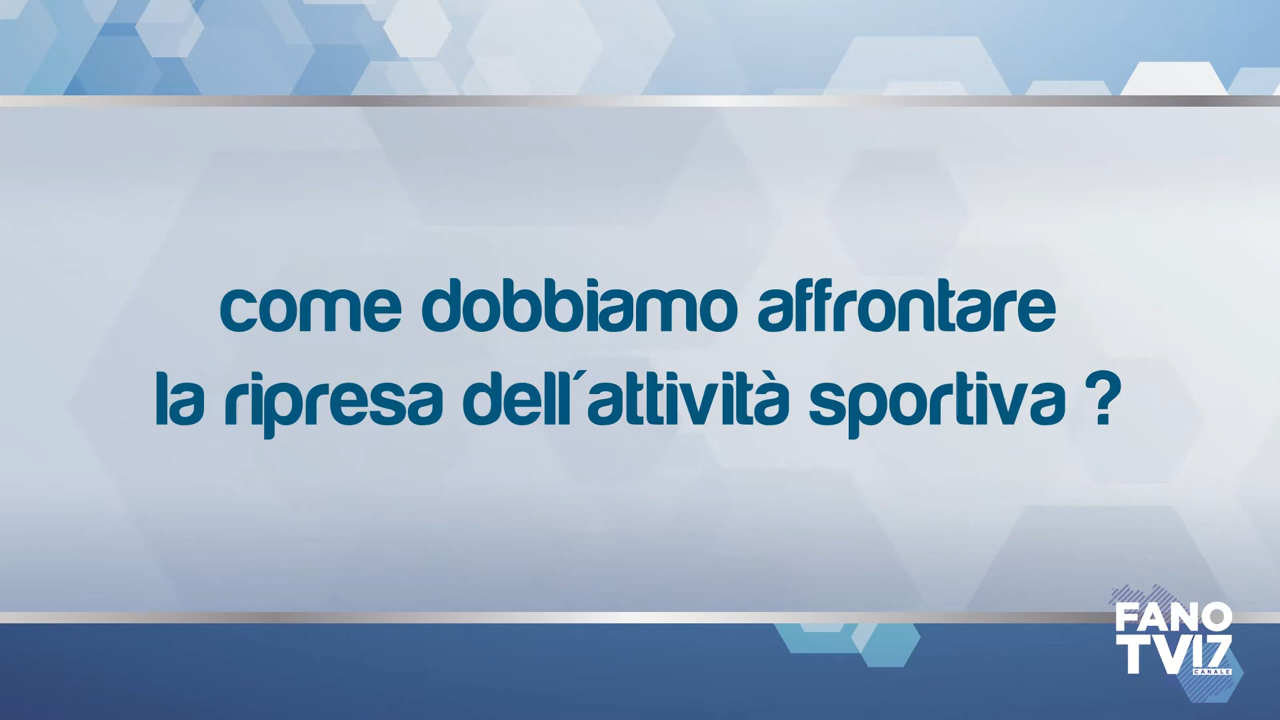 come dobbiamo affrontare
la ripresa dell´attività sportiva ?
FANO
TV17
CANALE